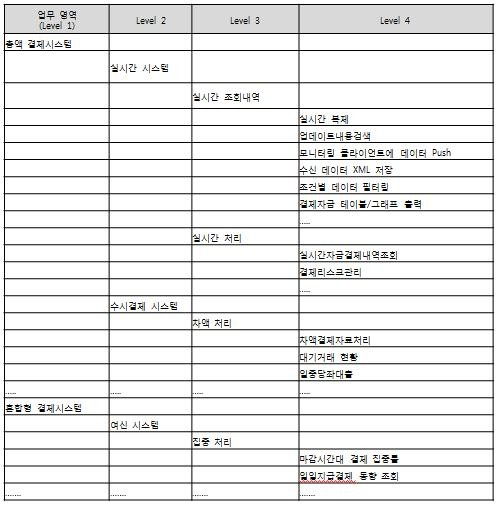 업무 영역 Level 2 Level 3 Level 4
(Level 1)
총액 결제시스템
실시간 시스템
실시간 조회내역
실시간 복제
업데이트내용검색
모니터링 클라이언트에 데이터 Push
수신 데이터 XML 저장
조건별 데이터 필터링
결제자금 테이블/그래프 출력
.....
실시간 처리
실시간자금결제내역조회
결제리스크관리
.....
수시결제 시스템
차액 처리
차액결제자료처리
대기거래 현황
일중당좌대출
..... ..... ..... .....
혼합형 결제시스템
여신 시스템
집중 처리
마감시간대 결제 집중률
일일지급결제 동향 조회
....... ....... ....... .......